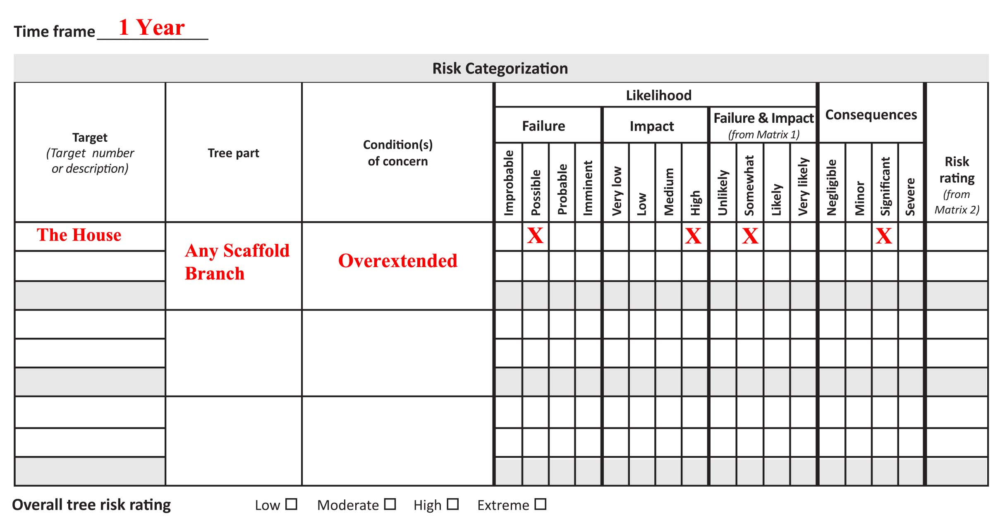 Time frame 1 Year
Risk Categorization
Likelihood
Failure
Impact
Failure & Impact
(from Matrix 1)
Consequences
Target
(Target number
or description)
Tree part
Condition(s)
of concern
Improbable
Possible
Probable
Imminent
Very low
Low
Medium
High
Unlikely
Somewhat
Likely
Very likely
Negligible
Minor
Significant
Severe
Risk
rating
(from
Matrix 2)
The House
Any Scaffold
Branch
Overextended
X X X X
Overall tree risk rating Low Moderate High Extreme